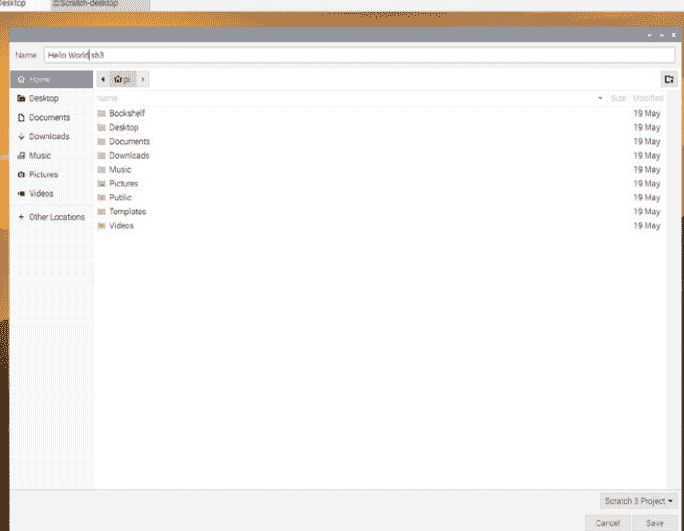 Desktop Scratch-desktop
Name: Hello World.sb3
Home pi
Name Size Modified
Desktop
Documents
Downloads
Music
Pictures
Videos
+ Other Locations
Bookshelf 19 May
Desktop 19 May
Documents 19 May
Downloads 19 May
Music 19 May
Pictures 19 May
Public 19 May
Templates 19 May
Videos 19 May
Scratch 3 Project
Cancel Save